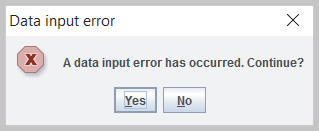 Data input error
A data input error has occurred. Continue?
Yes
No